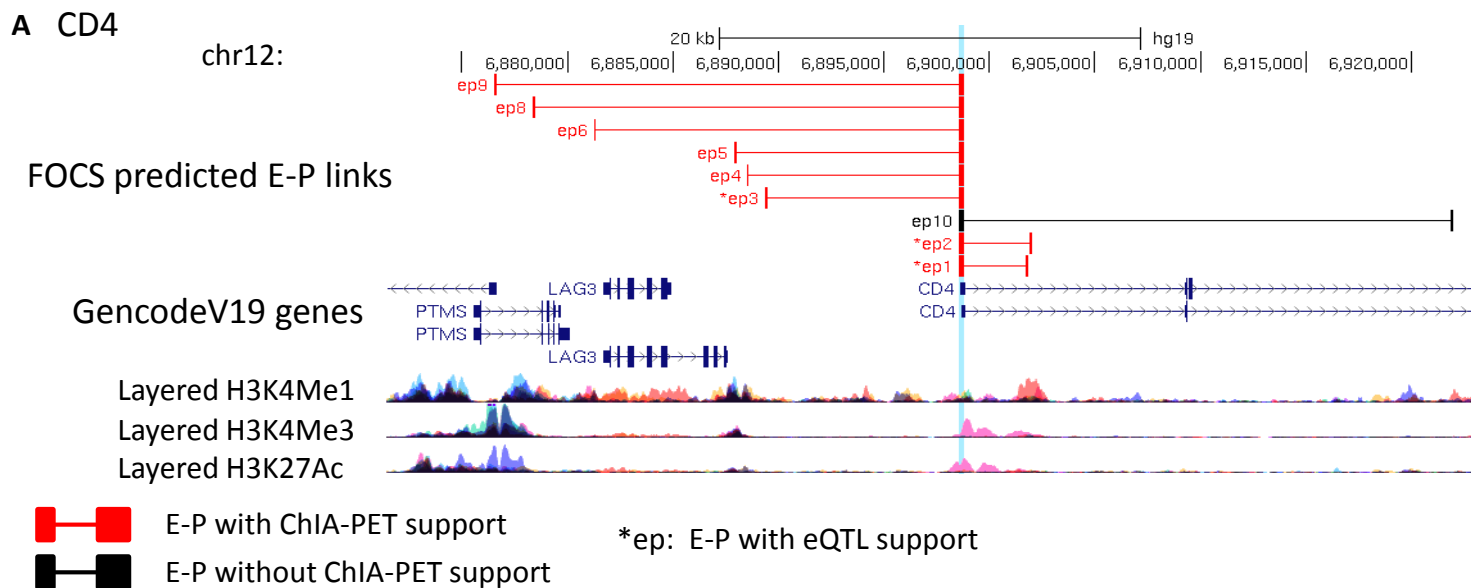 A CD4
20 kb hg19
chr12: 6,880,000 6,885,000 6,890,000 6,895,000 6,900,000 6,905,000 6,910,000 6,915,000 6,920,000
ep9
ep8
ep6
ep5
ep4
*ep3
FOCS predicted E-P links
ep10
*ep2
*ep1
LAG3 CD4
GencodeV19 genes
PTMS CD4
PTMS
LAG3
Layered H3K4Me1
Layered H3K4Me3
Layered H3K27Ac
E-P with ChIA-PET support
*ep: E-P with eQTL support
E-P without ChIA-PET support